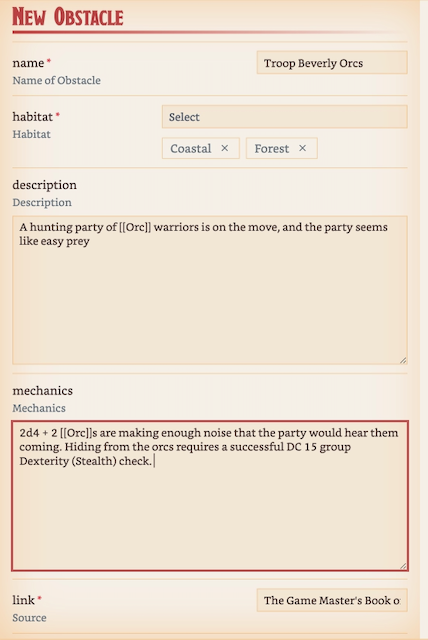 New Obstacle
name *
Troop Beverly Orcs
Name of Obstacle
habitat *
Select
Habitat
Coastal ×
Forest ×
description
Description
A hunting party of [[Orc]] warriors is on the move, and the party seems
like easy prey
mechanics
Mechanics
2d4 + 2 [[Orc]]s are making enough noise that the party would hear them
coming. Hiding from the orcs requires a successful DC 15 group
Dexterity (Stealth) check.
link *
The Game Master's Book o
Source